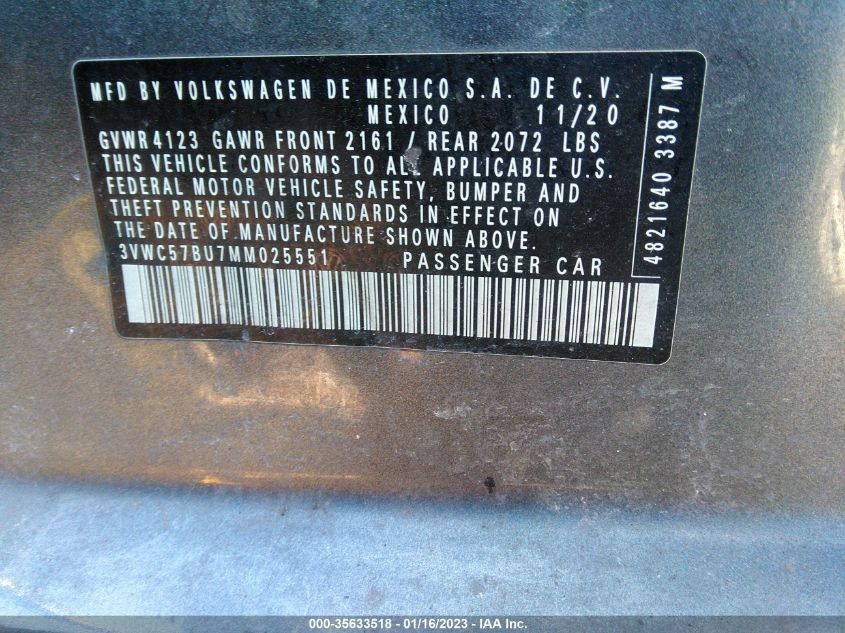 MFD BY VOLKSWAGEN DE MEXICO S.A. DE C.V.
MEXICO 11/20
GVWR 4123 GAWR FRONT 2161 / REAR 2072 LBS
THIS VEHICLE CONFORMS TO ALL APPLICABLE U.S.
FEDERAL MOTOR VEHICLE SAFETY, BUMPER AND
THEFT PREVENTION STANDARDS IN EFFECT ON
THE DATE OF MANUFACTURE SHOWN ABOVE.
3VWC57BU7MM025551 PASSENGER CAR
4821640 3387 M
000-35633518 - 01/16/2023 - IAA Inc.